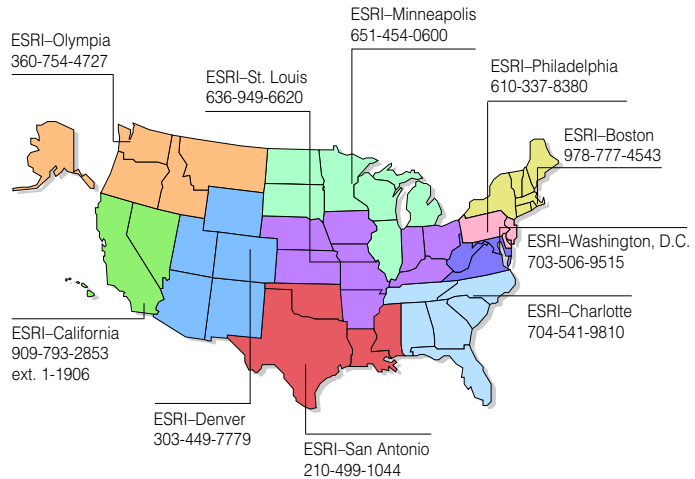 ESRI–Minneapolis
651-454-0600
ESRI–Olympia
360-754-4727
ESRI–St. Louis
636-949-6620
ESRI–Philadelphia
610-337-8380
ESRI–Boston
978-777-4543
ESRI–Washington, D.C.
703-506-9515
ESRI–Charlotte
704-541-9810
ESRI–California
909-793-2853
ext. 1-1906
ESRI–Denver
303-449-7779
ESRI–San Antonio
210-499-1044